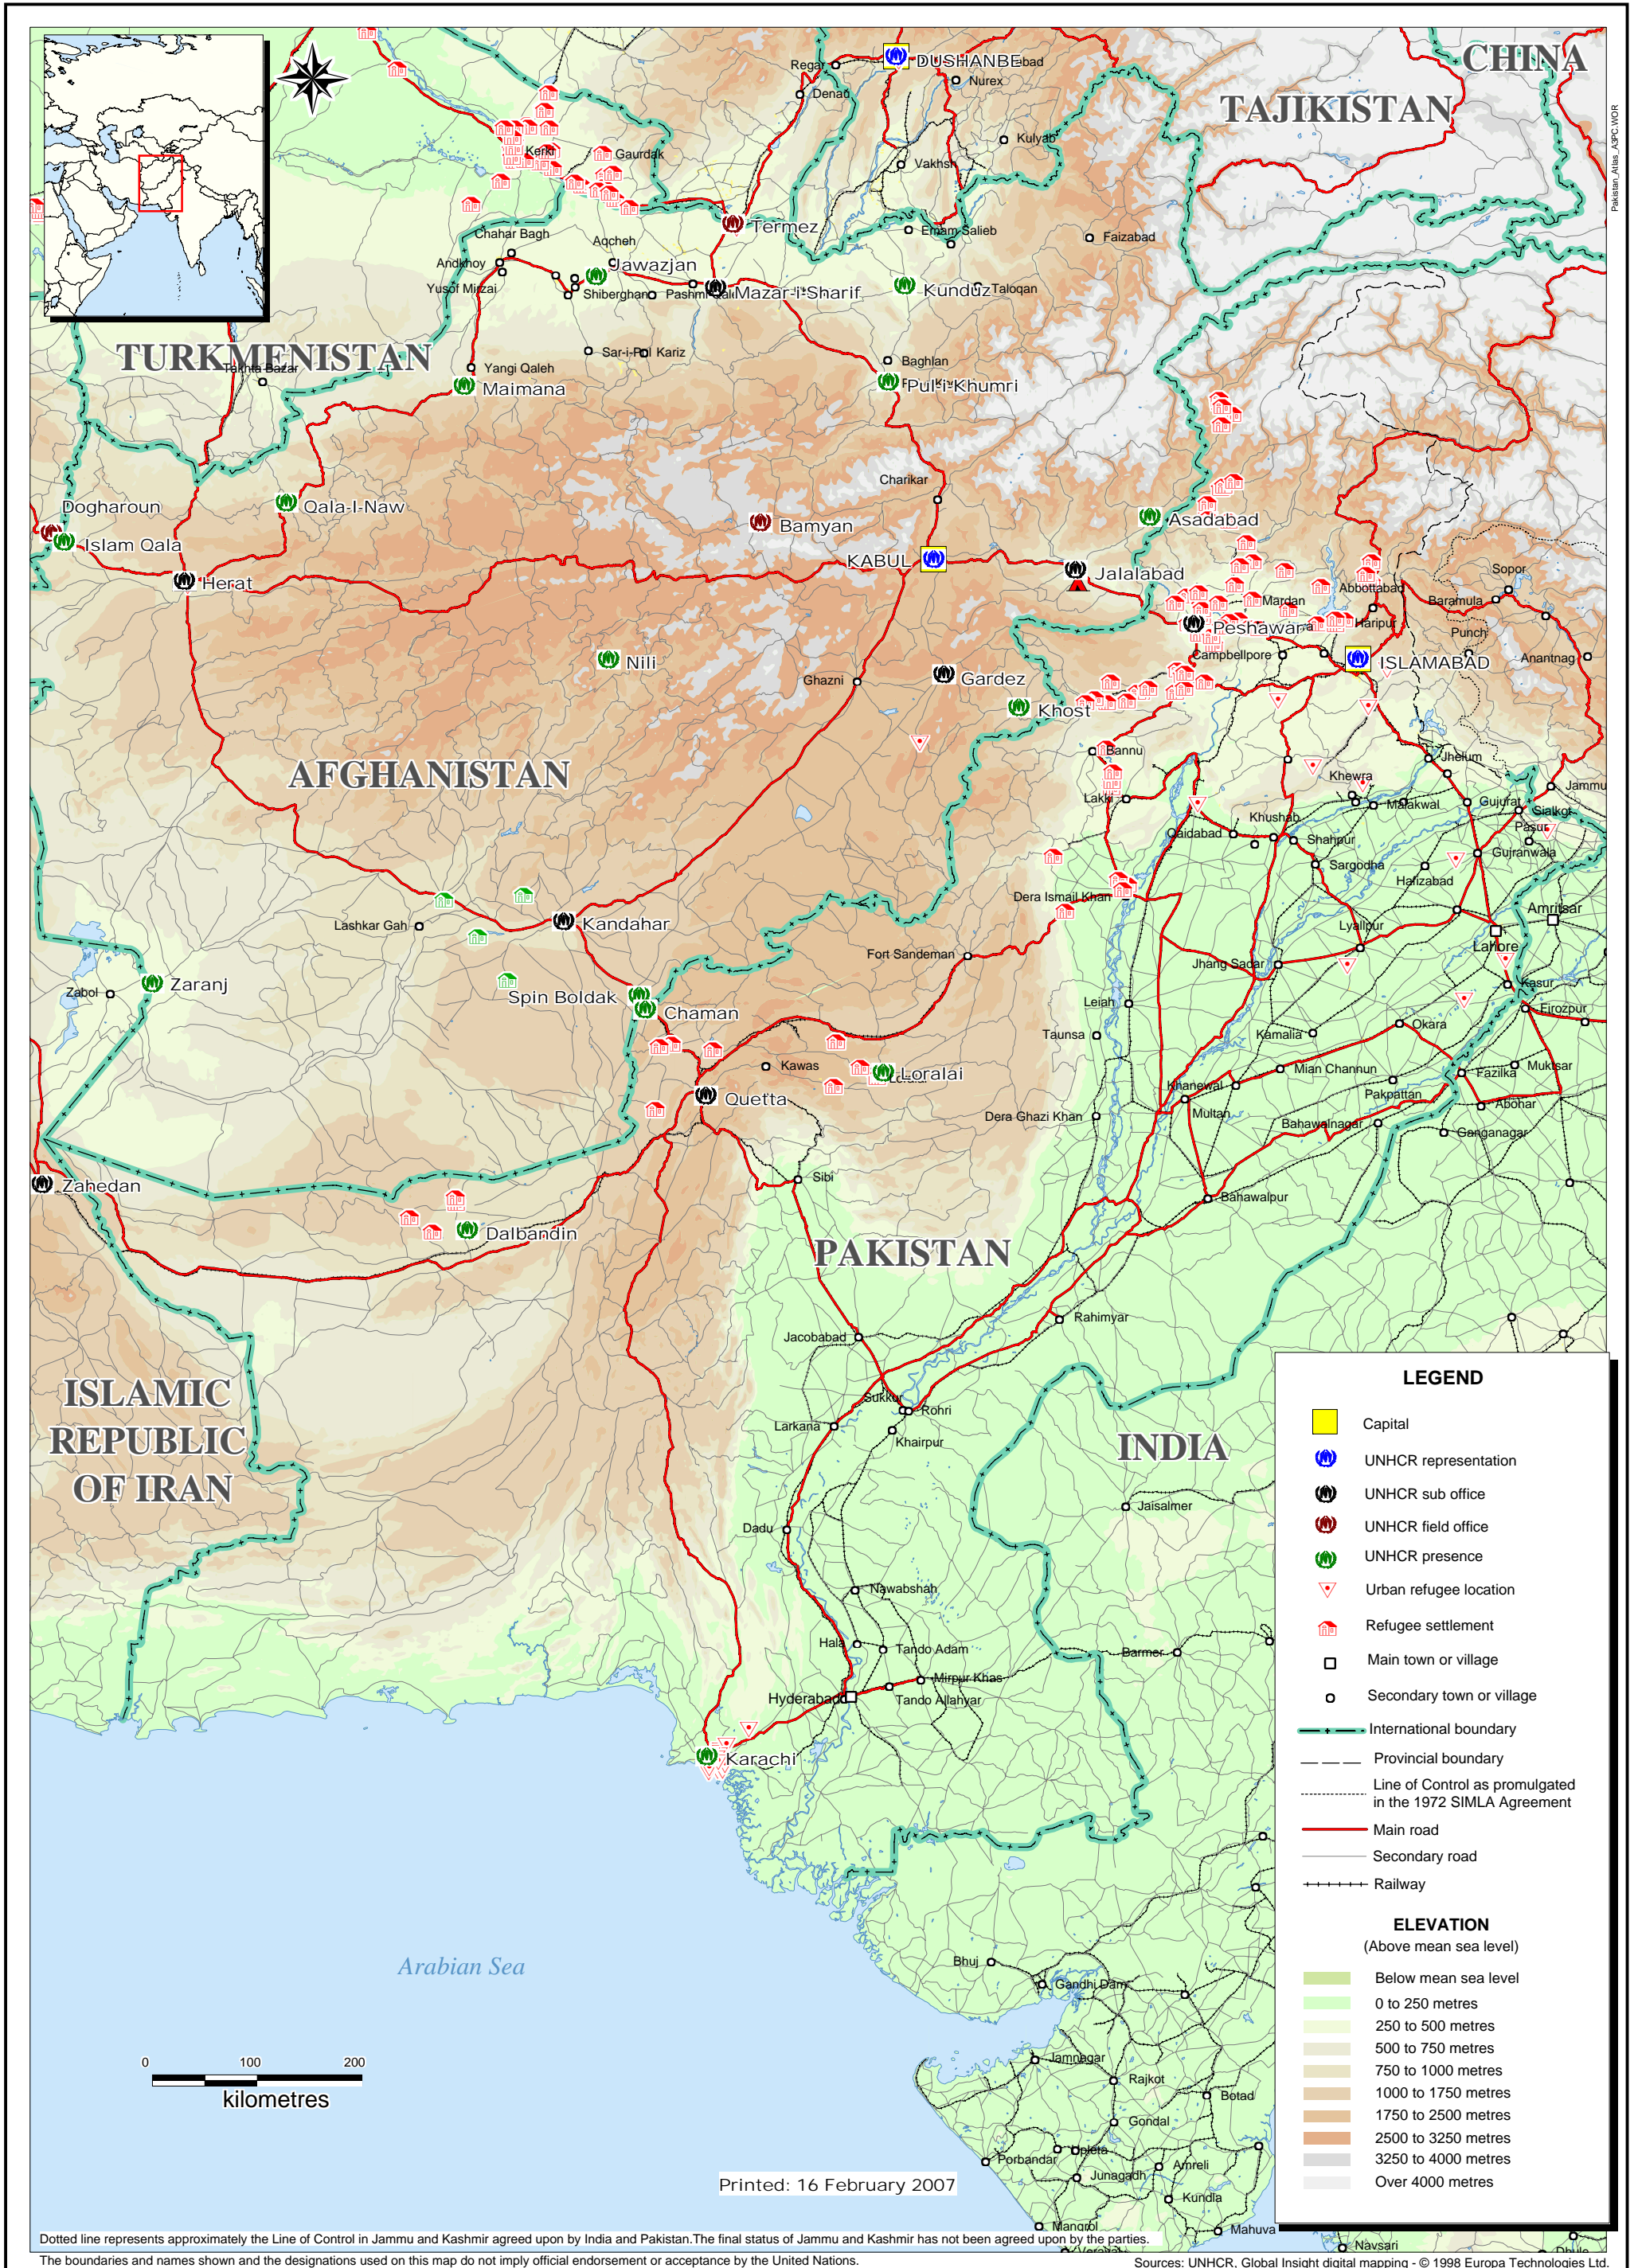 CHINA
TAJIKISTAN
Pakistan_Atlas_A3PC.WOR
DUSHANBE
Regar
Denau
Nurex
Kulyab
Vakhsh
Kerki
Gaurdak
Termez
Emam Salieb
Faizabad
Chahar Bagh
Aqcheh
Andkhoy
Jawazjan
Yusof Mirzai
Shiberghan
Mazar-i-Sharif
Kunduz
Taloqan
TURKMENISTAN
Takhta Bazar
Sar-i-Pul
Kariz
Yangi Qaleh
Maimana
Baghlan
Pul-i-Khumri
Charikar
Dogharoun
Qala-I-Naw
Bamyan
Asadabad
Islam Qala
KABUL
Herat
Jalalabad
Sopor
Abbottabad
Baramula
Mardan
Haripur
Peshawar
Punch
Campbellpore
ISLAMABAD
Anantnag
Nili
Ghazni
Gardez
Khost
Bannu
Jhelum
AFGHANISTAN
Khewra
Jammu
Lakki
Malakwal
Gujurat
Sialkot
Khushab
Qaidabad
Pasur
Shahpur
Gujranwala
Sargodha
Hafizabad
Dera Ismail Khan
Amritsar
Lashkar Gah
Kandahar
Lyallpur
Lahore
Fort Sandeman
Jhang Sadar
Zaranj
Zabol
Spin Boldak
Chaman
Kasur
Leiah
Firozpur
Okara
Taunsa
Kamalia
Kawas
Loralai
Mian Channun
Muktsar
Fazilka
Khanewal
Pakpattan
Quetta
Multan
Abohar
Dera Ghazi Khan
Bahawalnagar
Ganganagar
Sibi
Zahedan
Bahawalpur
Dalbandin
PAKISTAN
Rahimyar
Jacobabad
ISLAMIC
REPUBLIC
OF IRAN
Sukkur
Rohri
Larkana
Khairpur
INDIA
Jaisalmer
Dadu
Nawabshah
Hala
Tando Adam
Barmer
Mirpur Khas
Hyderabad
Tando Allahyar
Karachi
LEGEND
Capital
UNHCR representation
UNHCR sub office
UNHCR field office
UNHCR presence
Urban refugee location
Refugee settlement
Main town or village
Secondary town or village
International boundary
Provincial boundary
Line of Control as promulgated
in the 1972 SIMLA Agreement
Main road
Secondary road
Railway
ELEVATION
(Above mean sea level)
Below mean sea level
0 to 250 metres
250 to 500 metres
500 to 750 metres
750 to 1000 metres
1000 to 1750 metres
1750 to 2500 metres
2500 to 3250 metres
3250 to 4000 metres
Over 4000 metres
Arabian Sea
Bhuj
Gandhi Dam
Jamnagar
Rajkot
Botad
Gondal
Upleta
Porbandar
Amreli
Junagadh
Kundla
Mangrol
Mahuva
Navsari
0 100 200
kilometres
Printed: 16 February 2007
Dotted line represents approximately the Line of Control in Jammu and Kashmir agreed upon by India and Pakistan.The final status of Jammu and Kashmir has not been agreed upon by the parties.
The boundaries and names shown and the designations used on this map do not imply official endorsement or acceptance by the United Nations.
Sources: UNHCR, Global Insight digital mapping - © 1998 Europa Technologies Ltd.